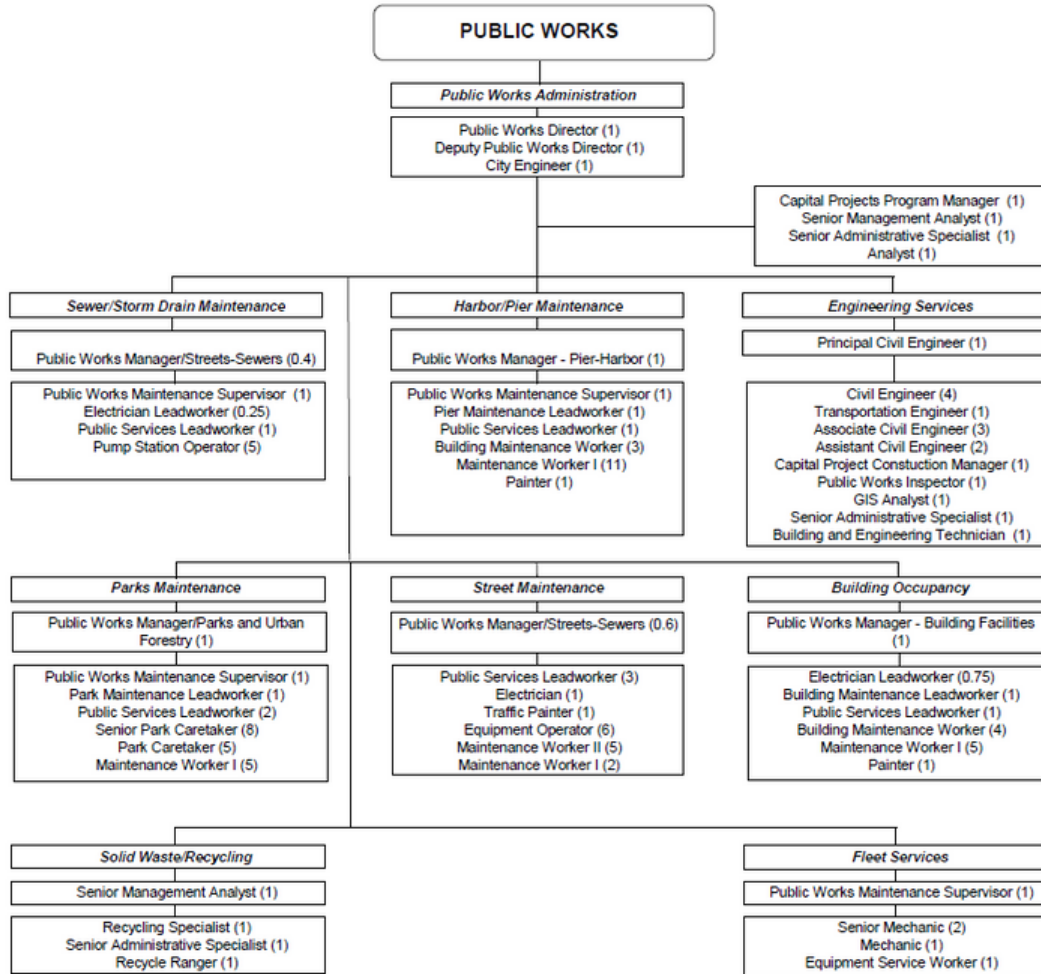 PUBLIC WORKS
Public Works Administration
Public Works Director (1)
Deputy Public Works Director (1)
City Engineer (1)
Capital Projects Program Manager (1)
Senior Management Analyst (1)
Senior Administrative Specialist (1)
Analyst (1)
Sewer/Storm Drain Maintenance
Public Works Manager/Streets-Sewers (0.4)
Public Works Maintenance Supervisor (1)
Electrician Leadworker (0.25)
Public Services Leadworker (1)
Pump Station Operator (5)
Harbor/Pier Maintenance
Public Works Manager - Pier-Harbor (1)
Public Works Maintenance Supervisor (1)
Pier Maintenance Leadworker (1)
Public Services Leadworker (1)
Building Maintenance Worker (3)
Maintenance Worker I (11)
Painter (1)
Engineering Services
Principal Civil Engineer (1)
Civil Engineer (4)
Transportation Engineer (1)
Associate Civil Engineer (3)
Assistant Civil Engineer (2)
Capital Project Constuction Manager (1)
Public Works Inspector (1)
GIS Analyst (1)
Senior Administrative Specialist (1)
Building and Engineering Technician (1)
Parks Maintenance
Public Works Manager/Parks and Urban
Forestry (1)
Public Works Maintenance Supervisor (1)
Park Maintenance Leadworker (1)
Public Services Leadworker (2)
Senior Park Caretaker (8)
Park Caretaker (5)
Maintenance Worker I (5)
Street Maintenance
Public Works Manager/Streets-Sewers (0.6)
Public Services Leadworker (3)
Electrician (1)
Traffic Painter (1)
Equipment Operator (6)
Maintenance Worker II (5)
Maintenance Worker I (2)
Building Occupancy
Public Works Manager - Building Facilities
(1)
Electrician Leadworker (0.75)
Building Maintenance Leadworker (1)
Public Services Leadworker (1)
Building Maintenance Worker (4)
Maintenance Worker I (5)
Painter (1)
Solid Waste/Recycling
Senior Management Analyst (1)
Recycling Specialist (1)
Senior Administrative Specialist (1)
Recycle Ranger (1)
Fleet Services
Public Works Maintenance Supervisor (1)
Senior Mechanic (2)
Mechanic (1)
Equipment Service Worker (1)